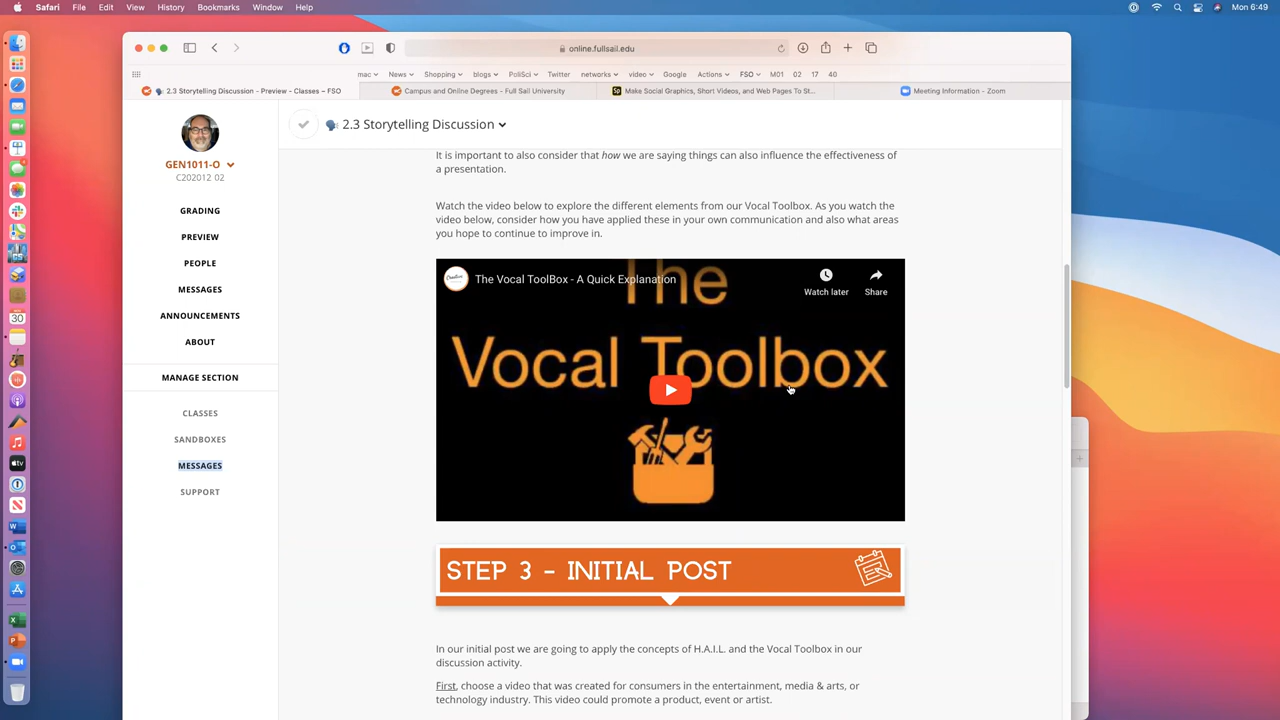 Safari File Edit View History Bookmarks Window Help
Mon 6:49
online.fullsail.edu
mac News Shopping blogs PoliSci Twitter networks video Google Actions FSO M01 02 17 40
2.3 Storytelling Discussion - Preview - Classes ~ FSO
Campus and Online Degrees - Full Sail University
Make Social Graphics, Short Videos, and Web Pages To St...
Meeting Information - Zoom
GEN1011-O
C202012 02
GRADING
PREVIEW
PEOPLE
MESSAGES
ANNOUNCEMENTS
ABOUT
MANAGE SECTION
CLASSES
SANDBOXES
MESSAGES
SUPPORT
2.3 Storytelling Discussion
It is important to also consider that how we are saying things can also influence the effectiveness of
a presentation.
Watch the video below to explore the different elements from our Vocal Toolbox. As you watch the
video below, consider how you have applied these in your own communication and also what areas
you hope to continue to improve in.
The Vocal ToolBox - A Quick Explanation
Watch later
Share
The
Vocal Toolbox
STEP 3 - INITIAL POST
In our initial post we are going to apply the concepts of H.A.I.L. and the Vocal Toolbox in our
discussion activity.
First, choose a video that was created for consumers in the entertainment, media & arts, or
technology industry. This video could promote a product, event or artist.